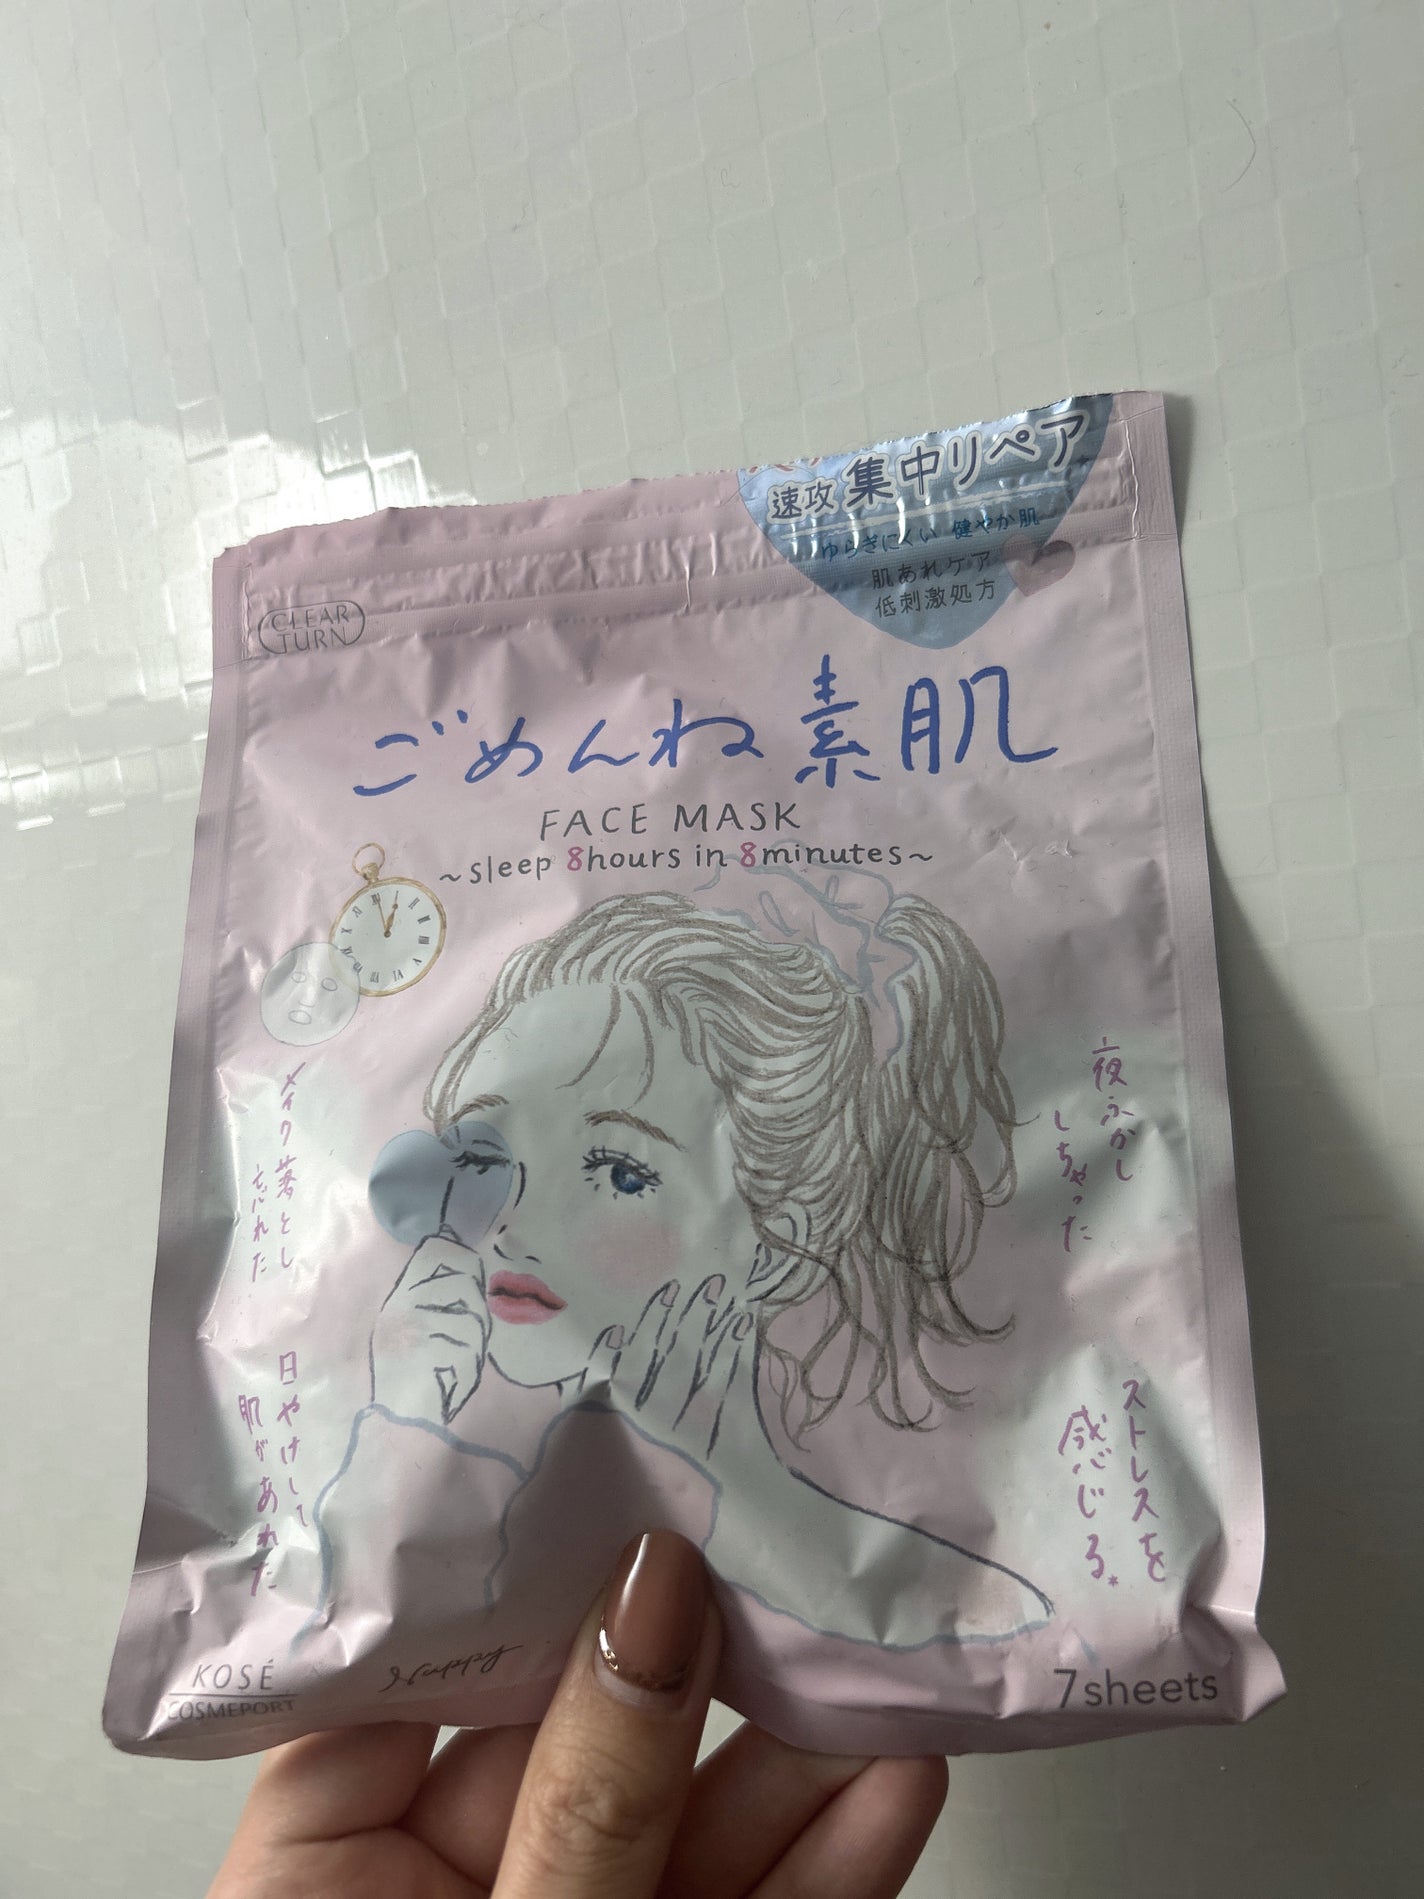 速攻 集中リペア
ゆらぎにくい 健やか肌
肌あれケア
低刺激処方
CLEAR
TURN
ごめんね素肌
FACE MASK
~sleep 8hours in 8minutes~
夜ふかし
しちゃった
メイク落とし
忘れた
ストレスを
感じる*
日やけして
肌があれた
KOSÉ
COSMEPORT
7sheets